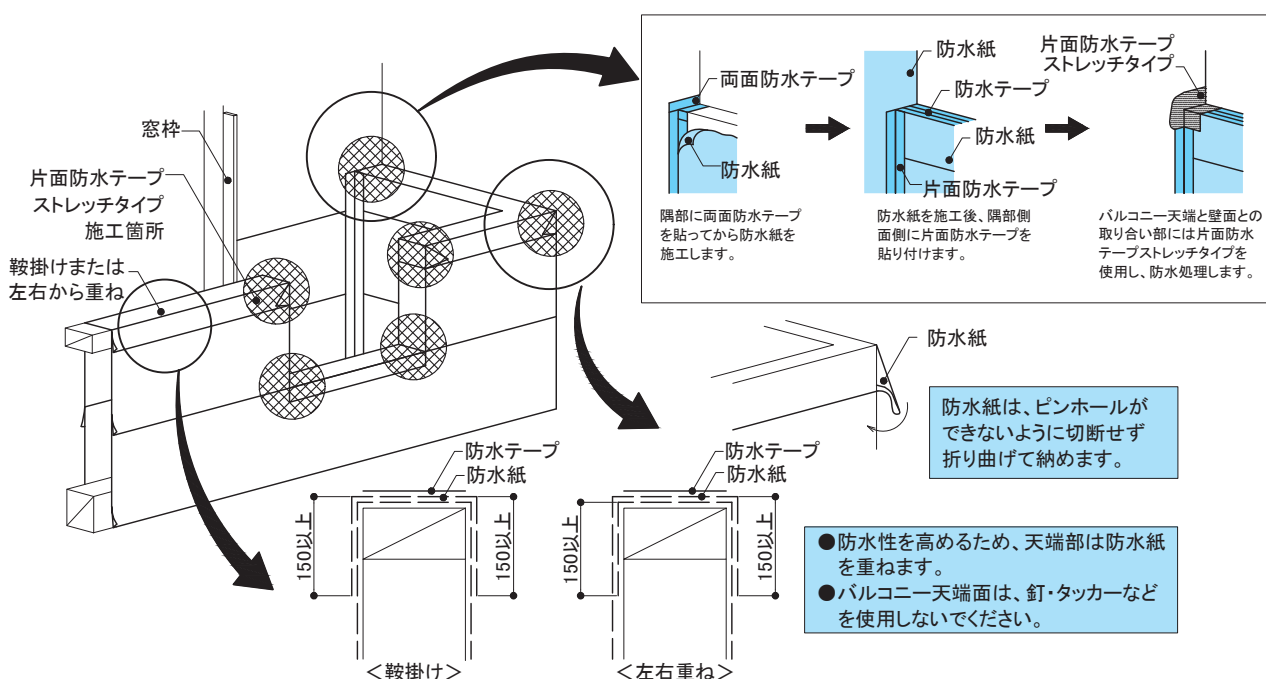 窓枠
片面防水テープ
ストレッチタイプ
施工箇所
鞍掛けまたは
左右から重ね
両面防水テープ
防水紙
隅部に両面防水テープ
を貼ってから防水紙を
施工します。
防水紙
防水テープ
防水紙
片面防水テープ
防水紙を施工後、隅部側
面側に片面防水テープを
貼り付けます。
片面防水テープ
ストレッチタイプ
バルコニー天端と壁面との
取り合い部には片面防水
テープストレッチタイプを
使用し、防水処理します。
防水紙
防水紙は、ピンホールが
できないように切断せず
折り曲げて納めます。
防水テープ
防水紙
150以上
150以上
＜鞍掛け＞
防水テープ
防水紙
150以上
150以上
＜左右重ね＞
●防水性を高めるため、天端部は防水紙
を重ねます。
●バルコニー天端面は、釘・タッカーなど
を使用しないでください。